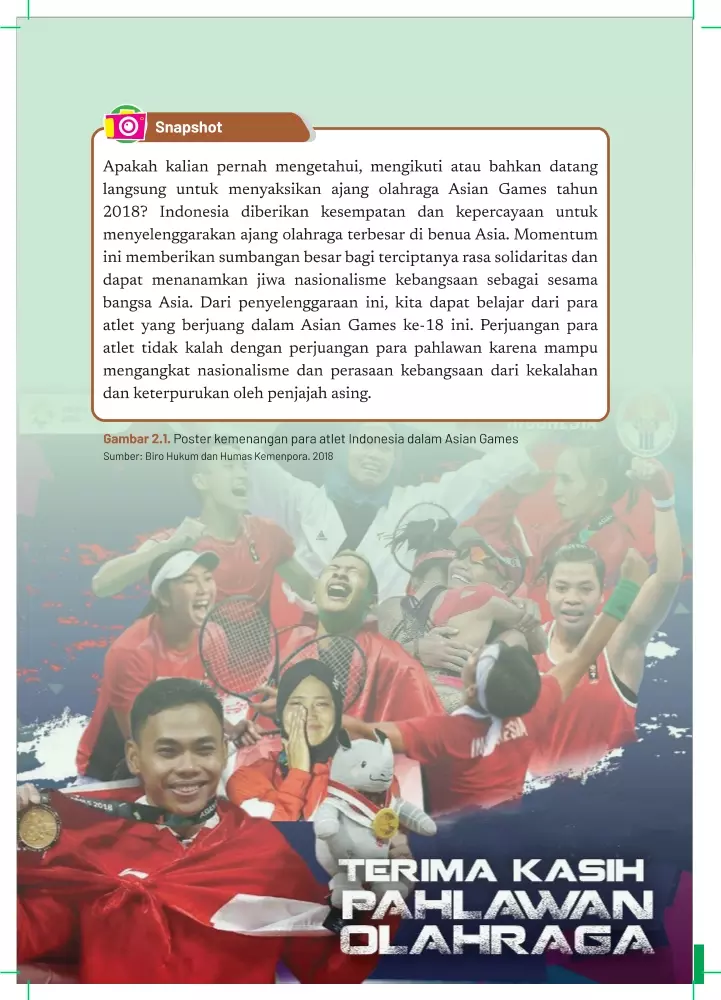 Snapshot
Apakah kalian pernah mengetahui, mengikuti atau bahkan datang
langsung untuk menyaksikan ajang olahraga Asian Games tahun
2018? Indonesia diberikan kesempatan dan kepercayaan untuk
menyelenggarakan ajang olahraga terbesar di benua Asia. Momentum
ini memberikan sumbangan besar bagi terciptanya rasa solidaritas dan
dapat menanamkan jiwa nasionalisme kebangsaan sebagai sesama
bangsa Asia. Dari penyelenggaraan ini, kita dapat belajar dari para
atlet yang berjuang dalam Asian Games ke-18 ini. Perjuangan para
atlet tidak kalah dengan perjuangan para pahlawan karena mampu
mengangkat nasionalisme dan perasaan kebangsaan dari kekalahan
dan keterpurukan oleh penjajah asing.
INDONESIA
Gambar 2.1. Poster kemenangan para atlet Indonesia dalam Asian Games
Sumber: Biro Hukum dan Humas Kemenpora. 2018
INDONESIA
2018
TERIMA KASIH
PAHLAWAN
OLAHRAGA